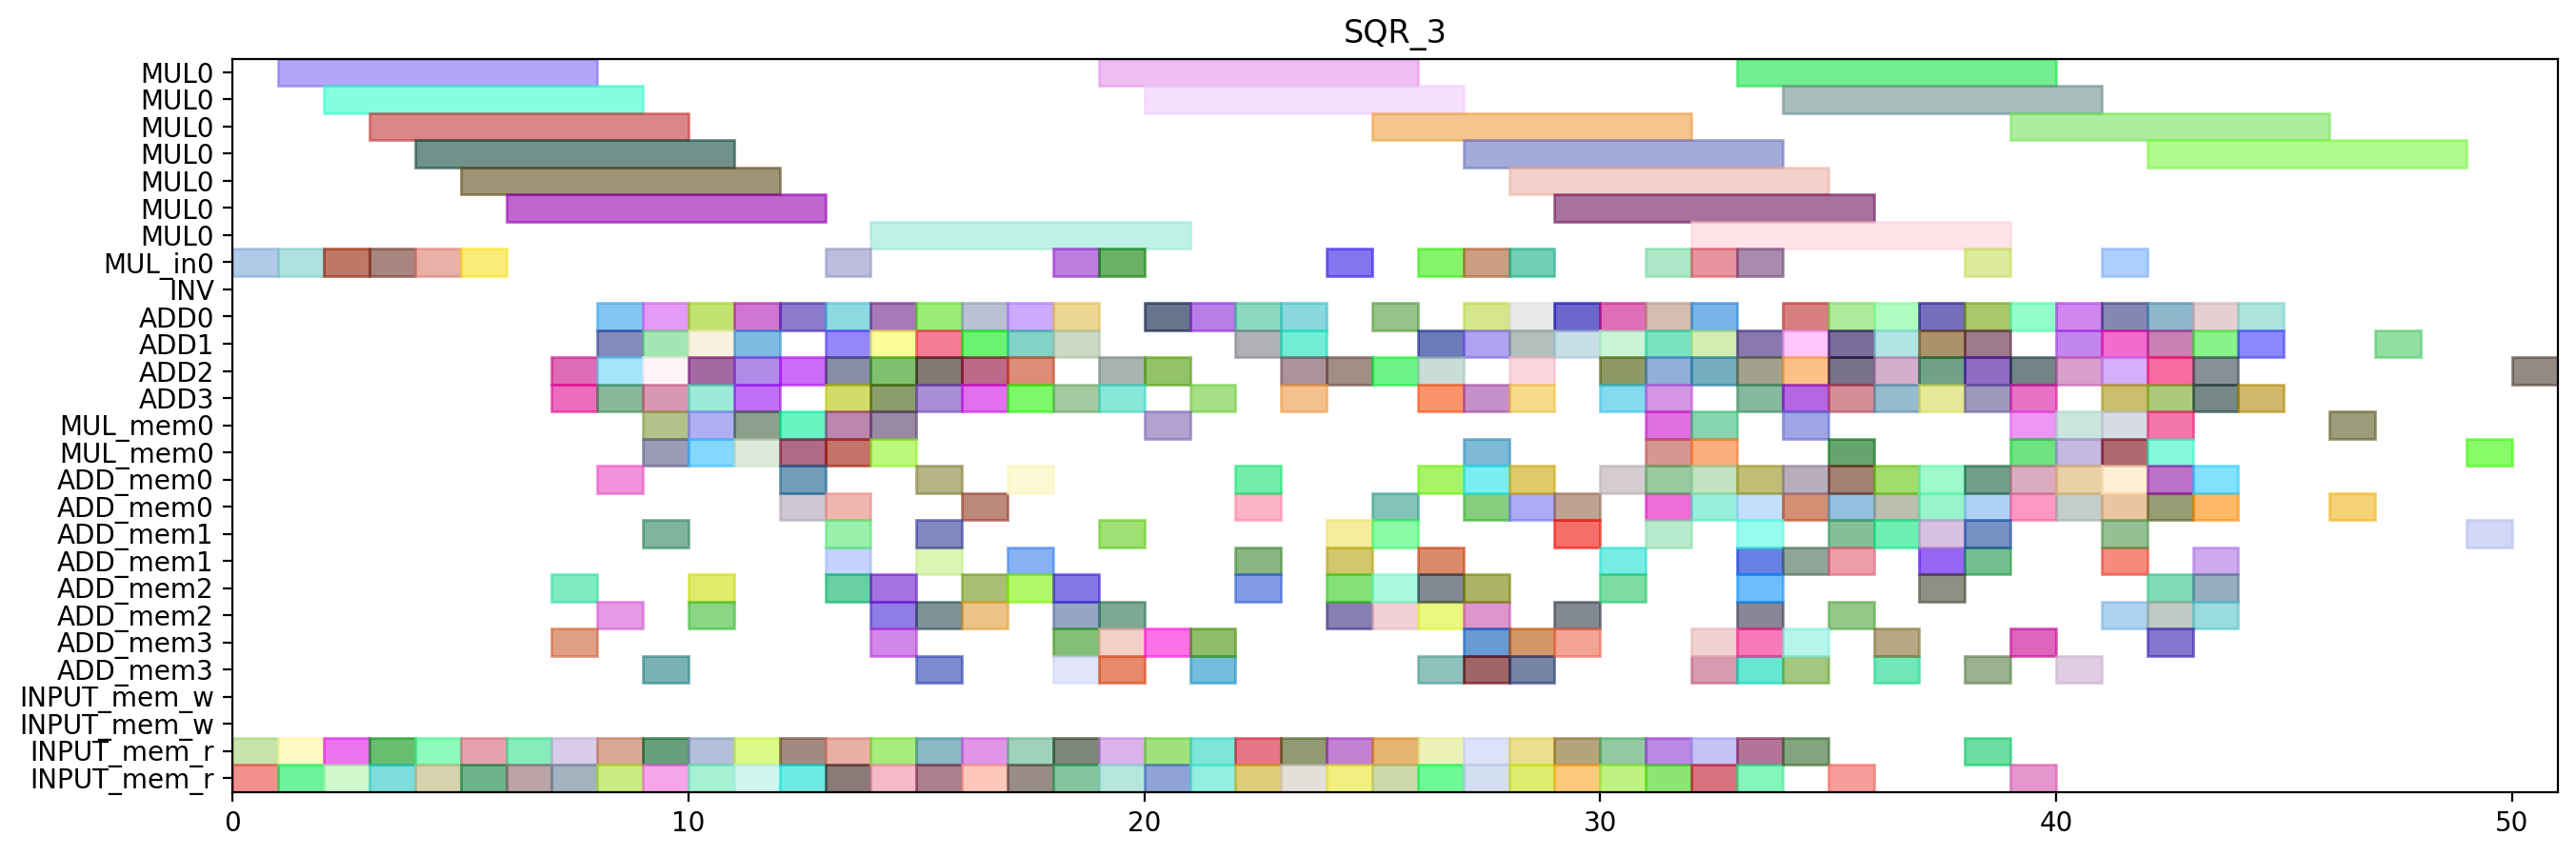 SQR_3
MUL0
MUL0
MUL0
MUL0
MUL0
MUL0
MUL0
MUL_in0
INV
ADD0
ADD1
ADD2
ADD3
MUL_mem0
MUL_mem0
ADD_mem0
ADD_mem0
ADD_mem1
ADD_mem1
ADD_mem2
ADD_mem2
ADD_mem3
ADD_mem3
INPUT_mem_w
INPUT_mem_w
INPUT_mem_r
INPUT_mem_r
0 10 20 30 40 50